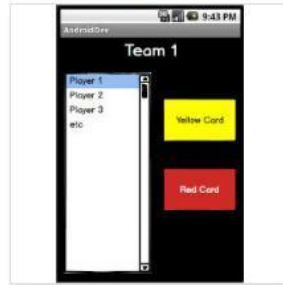 9:43 PM
AndroidDev
Team 1
Player 1
Player 2
Player 3
etc
Yellow Card
Red Card